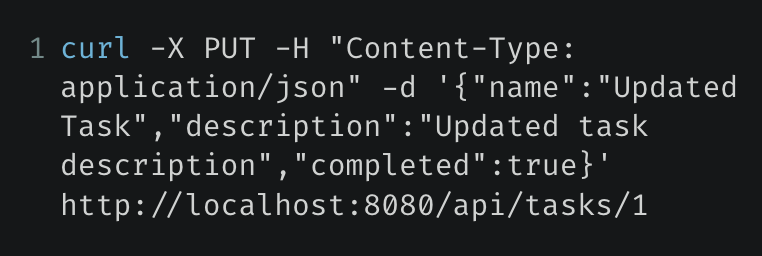 1 curl -X PUT -H "Content-Type:
application/json" -d '{"name":"Updated
Task","description":"Updated task
description","completed":true}'
http://localhost:8080/api/tasks/1